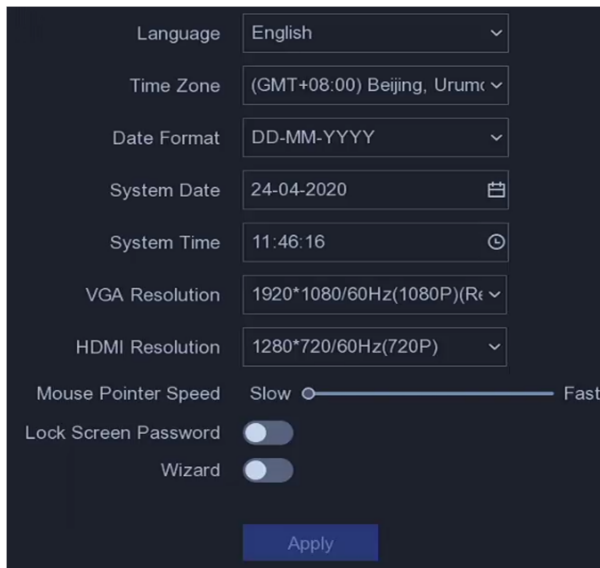 Language English
Time Zone (GMT+08:00) Beijing, Urum
Date Format DD-MM-YYYY
System Date 24-04-2020
System Time 11:46:16
VGA Resolution 1920*1080/60Hz(1080P)(Re
HDMI Resolution 1280*720/60Hz(720P)
Mouse Pointer Speed Slow Fast
Lock Screen Password
Wizard
Apply